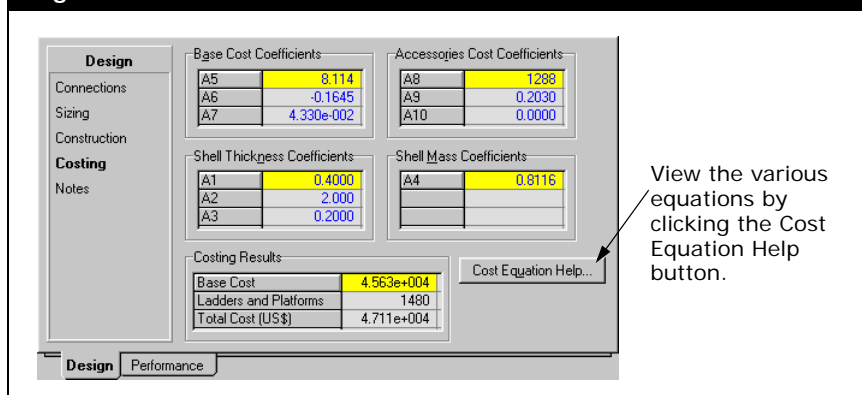 Design
Connections
Sizing
Construction
Costing
Notes
Base Cost Coefficients
A5 8.114
A6 -0.1645
A7 4.330e-002
Accessories Cost Coefficients
A8 1288
A9 0.2030
A10 0.0000
Shell Thickness Coefficients
A1 0.4000
A2 2.000
A3 0.2000
Shell Mass Coefficients
A4 0.8116
Costing Results
Base Cost 4.563e+004
Ladders and Platforms 1480
Total Cost (US$) 4.711e+004
Cost Equation Help...
Design Performance
View the various
equations by
clicking the Cost
Equation Help
button.